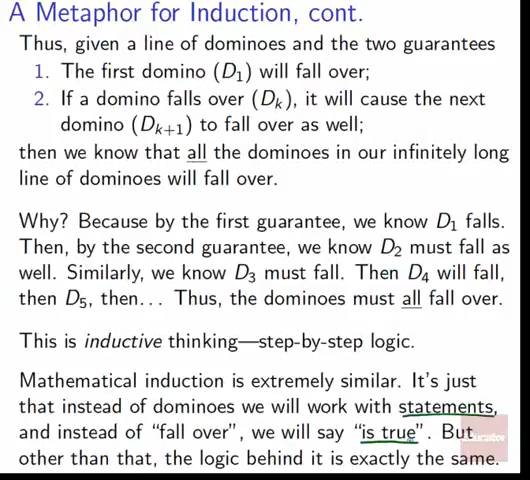 A Metaphor for Induction, cont.
Thus, given a line of dominoes and the two guarantees
1. The first domino (D₁) will fall over;
2. If a domino falls over (Dₖ), it will cause the next
domino (Dₖ₊₁) to fall over as well;
then we know that all the dominoes in our infinitely long
line of dominoes will fall over.
Why? Because by the first guarantee, we know D₁ falls.
Then, by the second guarantee, we know D₂ must fall as
well. Similarly, we know D₃ must fall. Then D₄ will fall,
then D₅, then... Thus, the dominoes must all fall over.
This is inductive thinking—step-by-step logic.
Mathematical induction is extremely similar. It's just
that instead of dominoes we will work with statements,
and instead of "fall over", we will say "is true". But
other than that, the logic behind it is exactly the same.